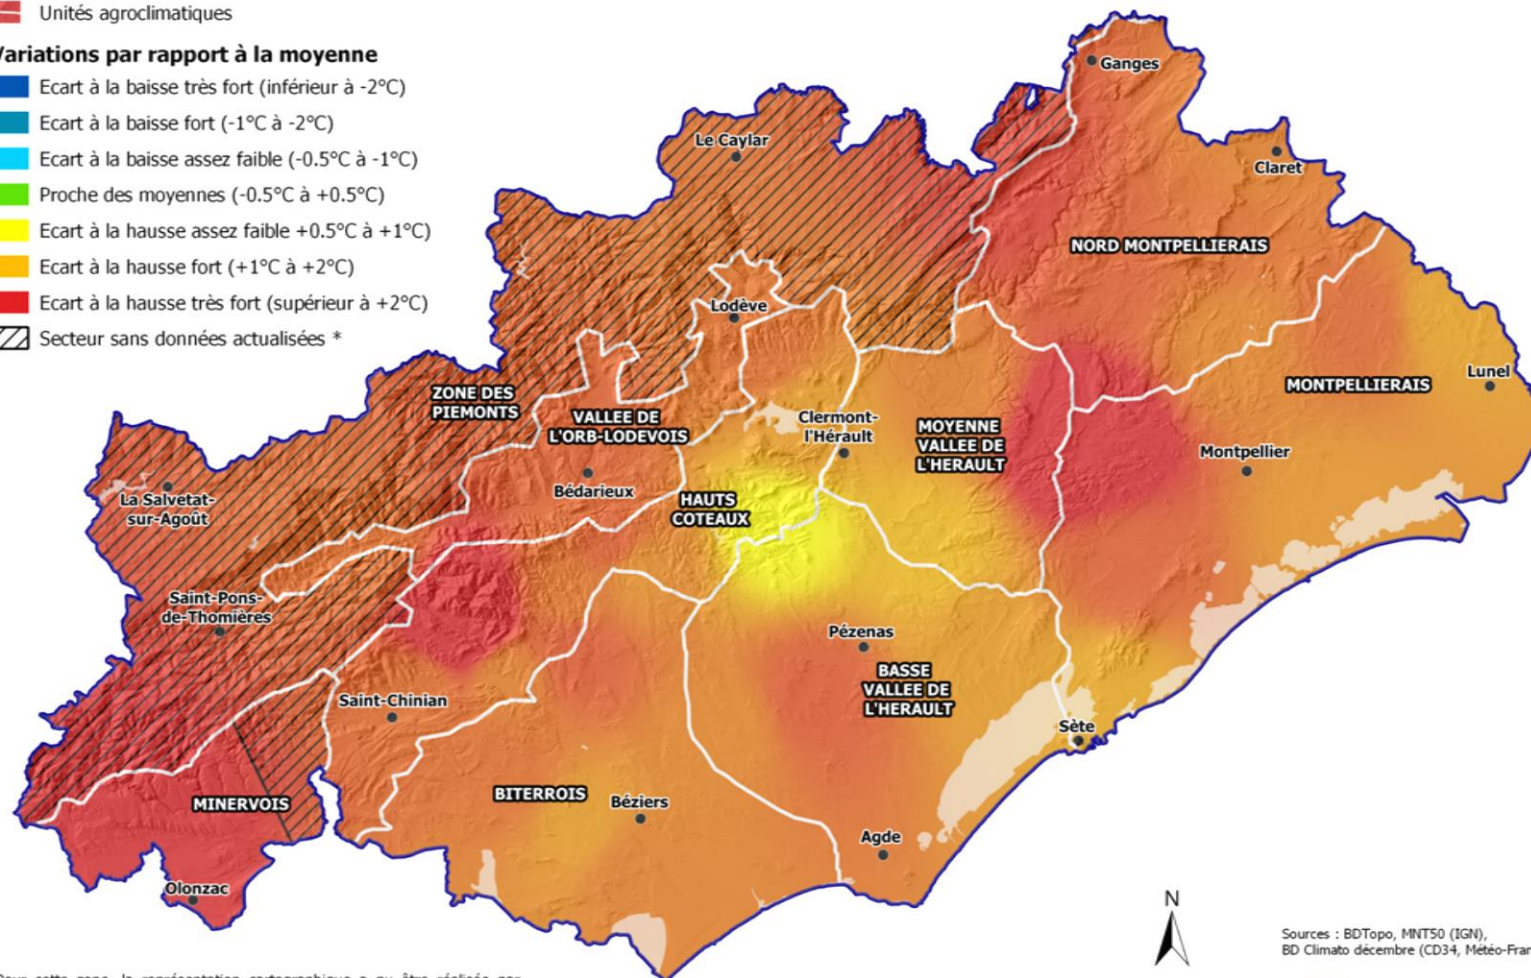 Unités agroclimatiques
Variations par rapport à la moyenne
Ecart à la baisse très fort (inférieur à -2°C)
Ecart à la baisse fort (-1°C à -2°C)
Ecart à la baisse assez faible (-0.5°C à -1°C)
Proche des moyennes (-0.5°C à +0.5°C)
Ecart à la hausse assez faible +0.5°C à +1°C)
Ecart à la hausse fort (+1°C à +2°C)
Ecart à la hausse très fort (supérieur à +2°C)
Secteur sans données actualisées *
Ganges
Le Caylar
Claret
NORD MONTPELLIERAIS
Lodève
Lunel
MONTPELLIERAIS
ZONE DES
PIEMONTS
VALLEE DE
L'ORB-LODEVOIS
Clermont-
l'Hérault
MOYENNE
VALLEE DE
L'HERAULT
Montpellier
La Salvetat-
sur-Agoût
Bédarieux
HAUTS
COTEAUX
Saint-Pons-
de-Thomières
Pézenas
BASSE
VALLEE DE
L'HERAULT
Saint-Chinian
Sète
MINERVOIS
BITERROIS
Béziers
Agde
Olonzac
N
Sources : BDTopo, MNT50 (IGN),
BD Climato décembre (CD34, Météo-Fran